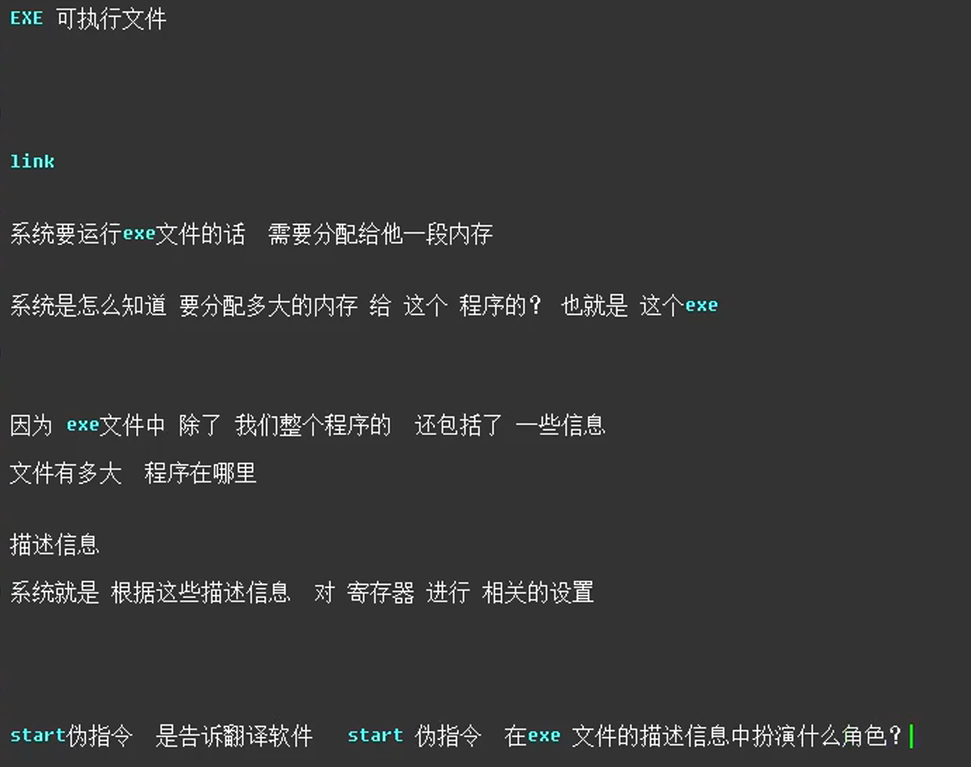 EXE 可执行文件
link
系统要运行exe文件的话 需要分配给他一段内存
系统是怎么知道 要分配多大的内存 给 这个 程序的? 也就是 这个exe
因为 exe文件中 除了 我们整个程序的 还包括了 一些信息
文件有多大 程序在哪里
描述信息
系统就是 根据这些描述信息 对 寄存器 进行 相关的设置
start伪指令 是告诉翻译软件 start 伪指令 在exe 文件的描述信息中扮演什么角色?